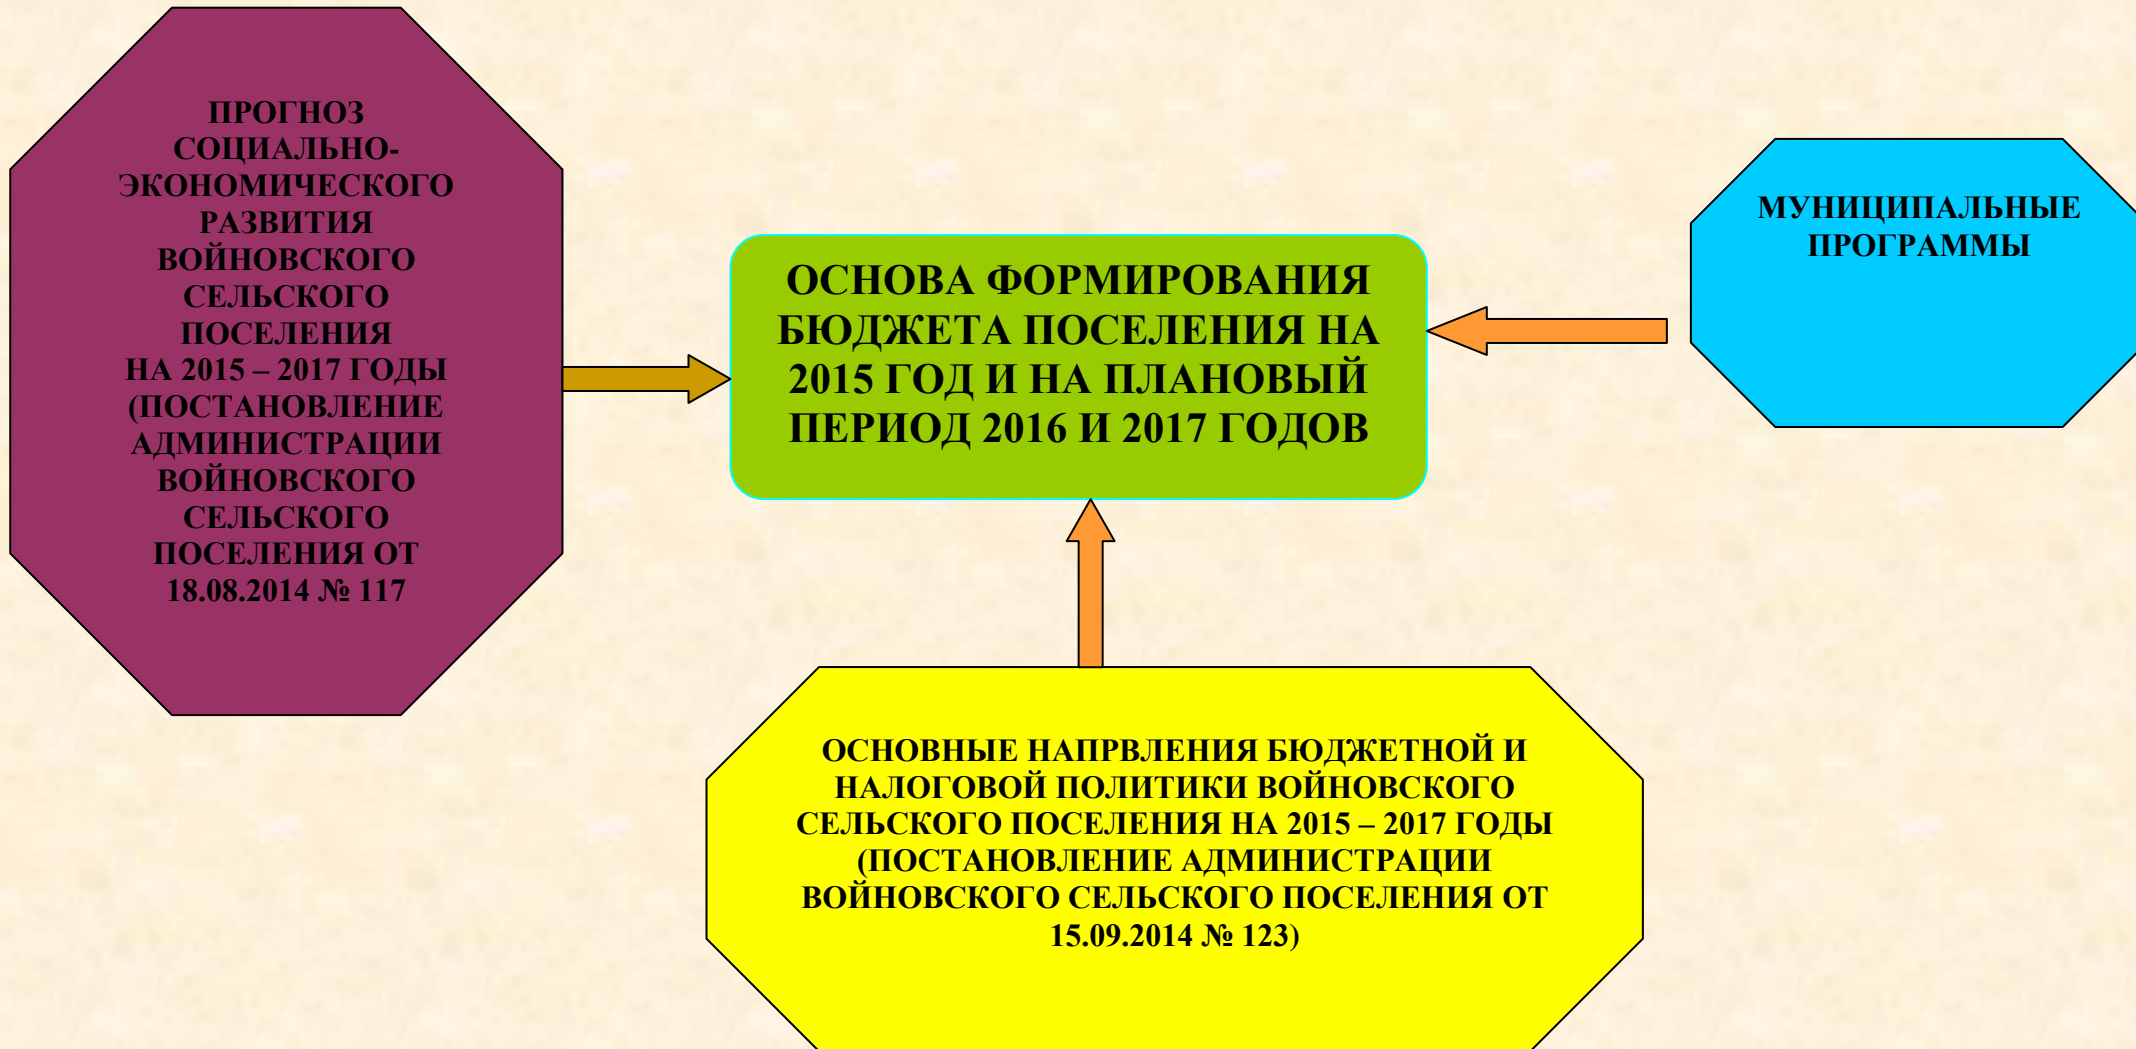 ПРОГНОЗ
СОЦИАЛЬНО-
ЭКОНОМИЧЕСКОГО
РАЗВИТИЯ
ВОЙНОВСКОГО
СЕЛЬСКОГО
ПОСЕЛЕНИЯ
НА 2015 – 2017 ГОДЫ
(ПОСТАНОВЛЕНИЕ
АДМИНИСТРАЦИИ
ВОЙНОВСКОГО
СЕЛЬСКОГО
ПОСЕЛЕНИЯ ОТ
18.08.2014 № 117
ОСНОВА ФОРМИРОВАНИЯ
БЮДЖЕТА ПОСЕЛЕНИЯ НА
2015 ГОД И НА ПЛАНОВЫЙ
ПЕРИОД 2016 И 2017 ГОДОВ
МУНИЦИПАЛЬНЫЕ
ПРОГРАММЫ
ОСНОВНЫЕ НАПРВЛЕНИЯ БЮДЖЕТНОЙ И
НАЛОГОВОЙ ПОЛИТИКИ ВОЙНОВСКОГО
СЕЛЬСКОГО ПОСЕЛЕНИЯ НА 2015 – 2017 ГОДЫ
(ПОСТАНОВЛЕНИЕ АДМИНИСТРАЦИИ
ВОЙНОВСКОГО СЕЛЬСКОГО ПОСЕЛЕНИЯ ОТ
15.09.2014 № 123)